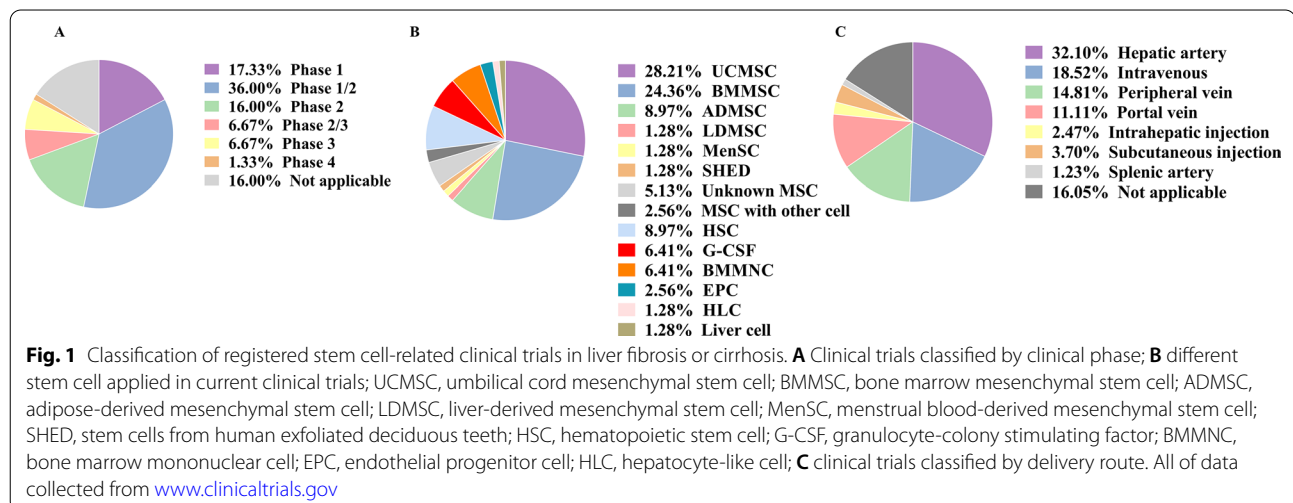 A
17.33% Phase 1
36.00% Phase 1/2
16.00% Phase 2
6.67% Phase 2/3
6.67% Phase 3
1.33% Phase 4
16.00% Not applicable
B
28.21% UCMSC
24.36% BMMSC
8.97% ADMSC
1.28% LDMSC
1.28% MenSC
1.28% SHED
5.13% Unknown MSC
2.56% MSC with other cell
8.97% HSC
6.41% G-CSF
6.41% BMMNC
2.56% EPC
1.28% HLC
1.28% Liver cell
C
32.10% Hepatic artery
18.52% Intravenous
14.81% Peripheral vein
11.11% Portal vein
2.47% Intrahepatic injection
3.70% Subcutaneous injection
1.23% Splenic artery
16.05% Not applicable
Fig. 1 Classification of registered stem cell-related clinical trials in liver fibrosis or cirrhosis. A Clinical trials classified by clinical phase; B different
stem cell applied in current clinical trials; UCMSC, umbilical cord mesenchymal stem cell; BMMSC, bone marrow mesenchymal stem cell; ADMSC,
adipose-derived mesenchymal stem cell; LDMSC, liver-derived mesenchymal stem cell; MenSC, menstrual blood-derived mesenchymal stem cell;
SHED, stem cells from human exfoliated deciduous teeth; HSC, hematopoietic stem cell; G-CSF, granulocyte-colony stimulating factor; BMMNC,
bone marrow mononuclear cell; EPC, endothelial progenitor cell; HLC, hepatocyte-like cell; C clinical trials classified by delivery route. All of data
collected from www.clinicaltrials.gov